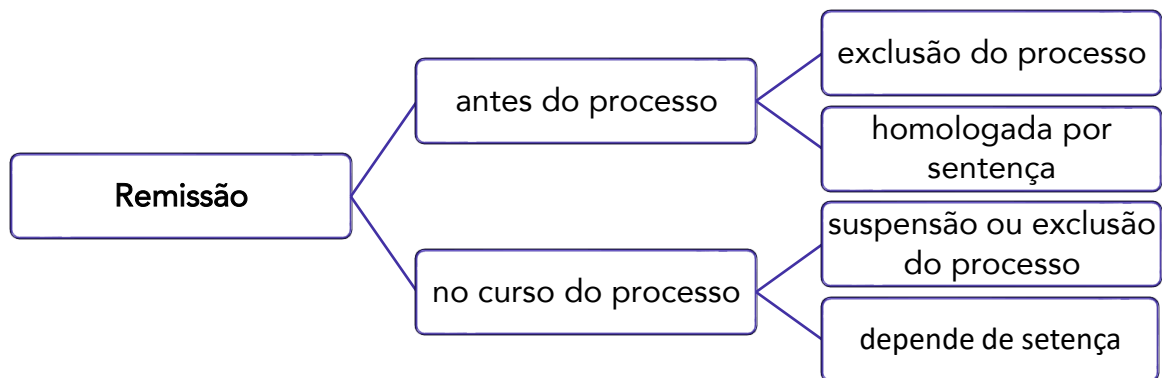 Remissão
antes do processo
exclusão do processo
homologada por
sentença
no curso do processo
suspensão ou exclusão
do processo
depende de setença